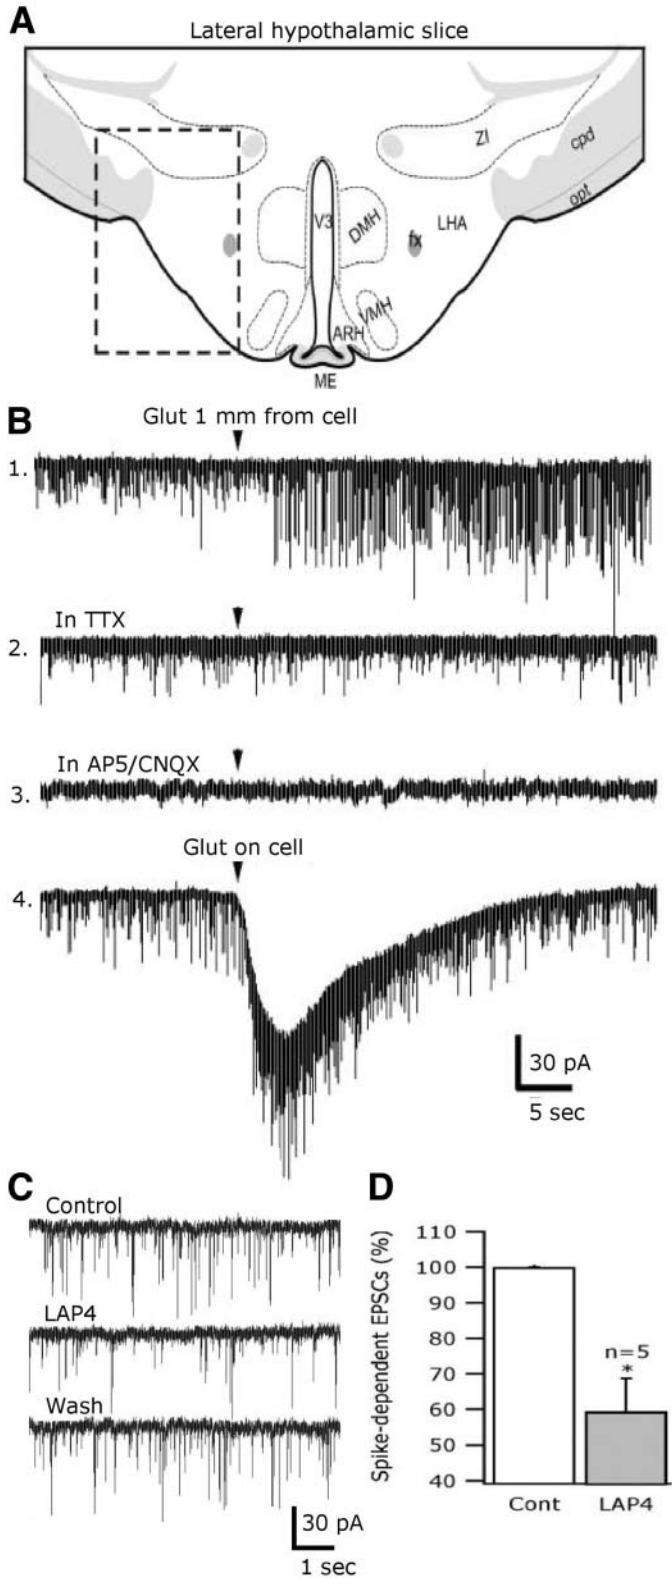 A
Lateral hypothalamic slice
ZI
cpd
opt
V3
DMH
fx
LHA
VMH
ARH
ME
B
Glut 1 mm from cell
1.
In TTX
2.
In AP5/CNQX
3.
Glut on cell
4.
30 pA
5 sec
C
Control
LAP4
Wash
30 pA
1 sec
D
Spike-dependent EPSCs (%)
110
100
90
80
70
60
50
40
n=5
*
Cont
LAP4